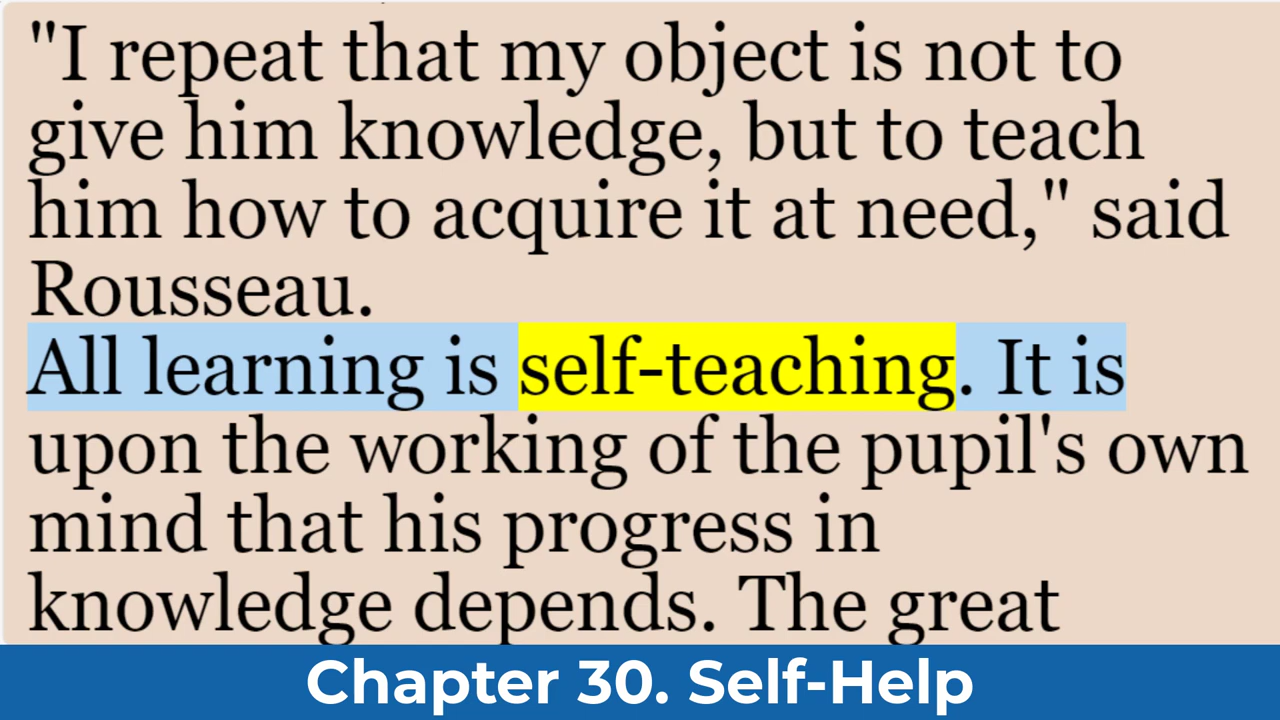 "I repeat that my object is not to
give him knowledge, but to teach
him how to acquire it at need," said
Rousseau.
All learning is self-teaching. It is
upon the working of the pupil's own
mind that his progress in
knowledge depends. The great
Chapter 30. Self-Help